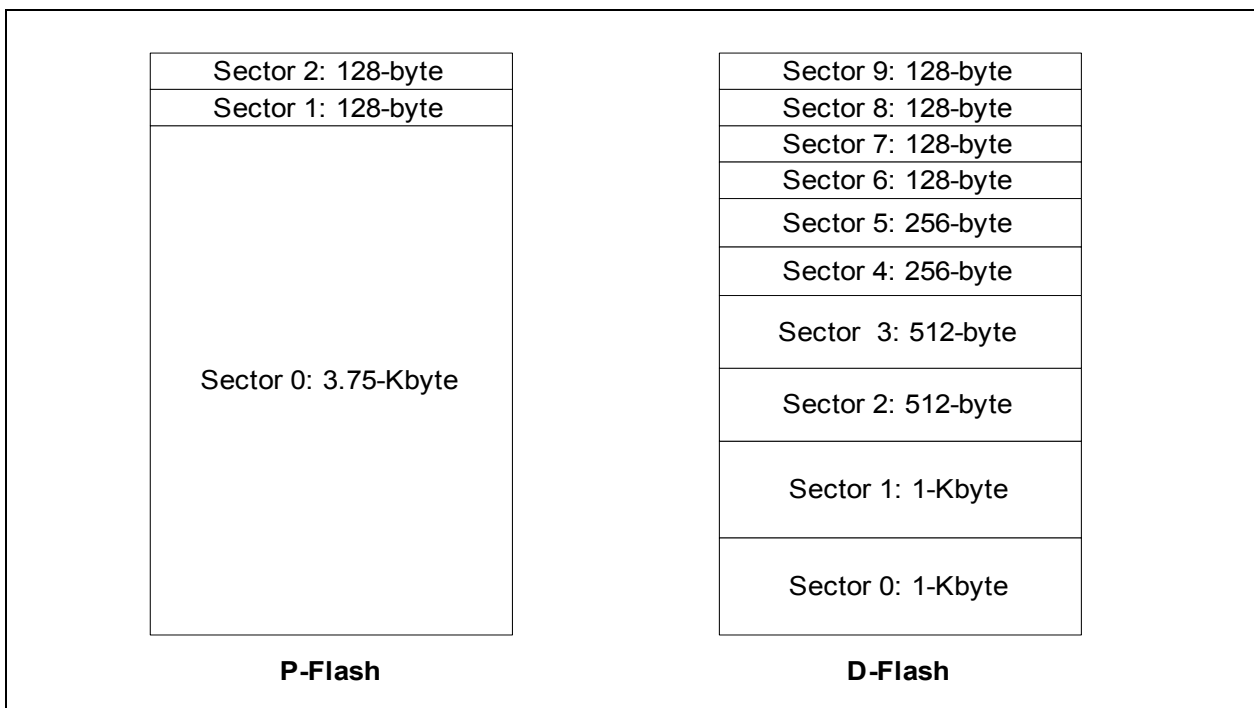 Sector 2: 128-byte
Sector 1: 128-byte
Sector 0: 3.75-Kbyte
P-Flash
Sector 9: 128-byte
Sector 8: 128-byte
Sector 7: 128-byte
Sector 6: 128-byte
Sector 5: 256-byte
Sector 4: 256-byte
Sector 3: 512-byte
Sector 2: 512-byte
Sector 1: 1-Kbyte
Sector 0: 1-Kbyte
D-Flash